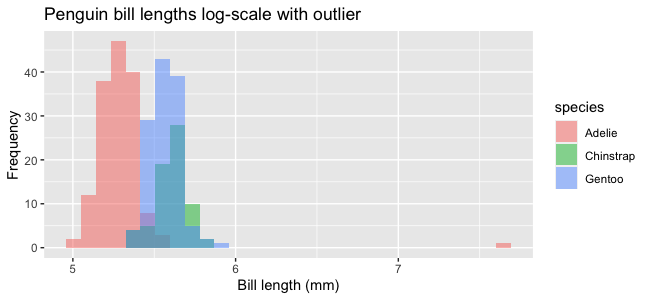 Penguin bill lengths log-scale with outlier
Frequency
40
30
20
10
0
5
6
7
Bill length (mm)
species
Adelie
Chinstrap
Gentoo